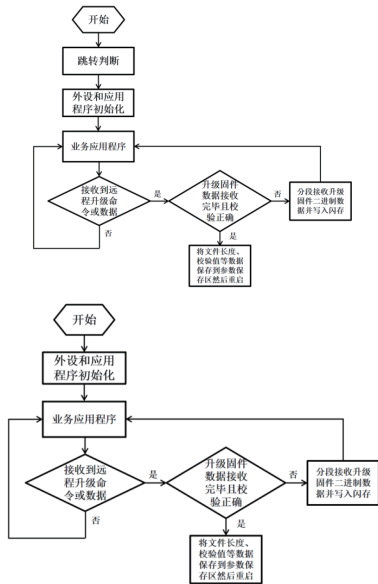 开始
跳转判断
外设和应用
程序初始化
业务应用程序
接收到远
程升级命
令或数据
是
否
升级固件
数据接收
完毕且校
验正确
否
是
分段接收升级
固件二进制数
据并写入闪存
将文件长度、
校验值等数据
保存到参数保
存区然后重启
开始
外设和应用
程序初始化
业务应用程序
接收到远
程升级命
令或数据
是
否
升级固件
数据接收
完毕且校
验正确
否
是
分段接收升级
固件二进制数
据并写入闪存
将文件长度、
校验值等数据
保存到参数保
存区然后重启